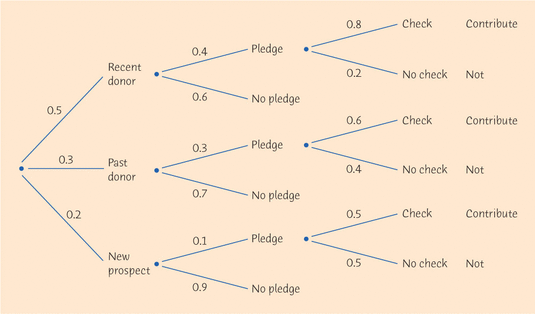 0.8 Check Contribute
0.4 Pledge
Recent
donor
0.2 No check Not
0.5
0.6 No pledge
0.6 Check Contribute
0.3 Pledge
0.3
Past
donor
0.4 No check Not
0.7 No pledge
0.2
0.5 Check Contribute
0.1 Pledge
New
prospect
0.5 No check Not
0.9 No pledge